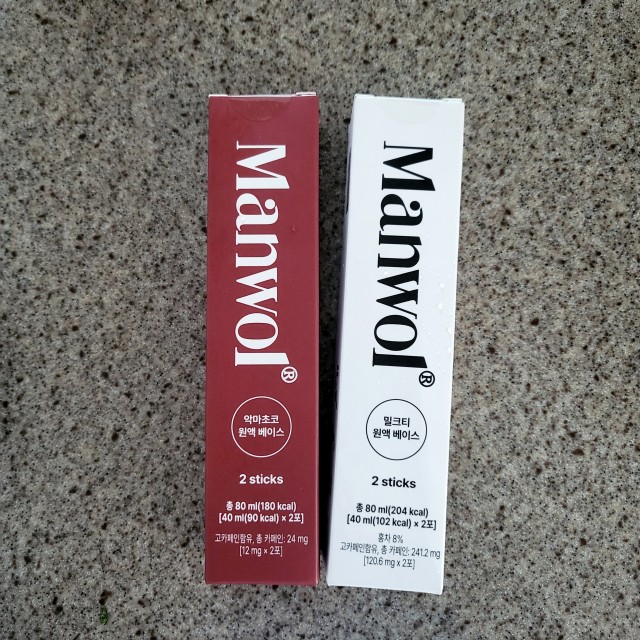 Manwol®
악마초코
원액 베이스
2 sticks
총 80 ml(180 kcal)
[40 ml(90 kcal) × 2포]
고카페인함유, 총 카페인: 24 mg
[12 mg × 2포]
Manwol®
밀크티
원액 베이스
2 sticks
총 80 ml(204 kcal)
[40 ml(102 kcal) × 2포]
홍차 8%
고카페인함유, 총 카페인: 241.2 mg
[120.6 mg × 2포]